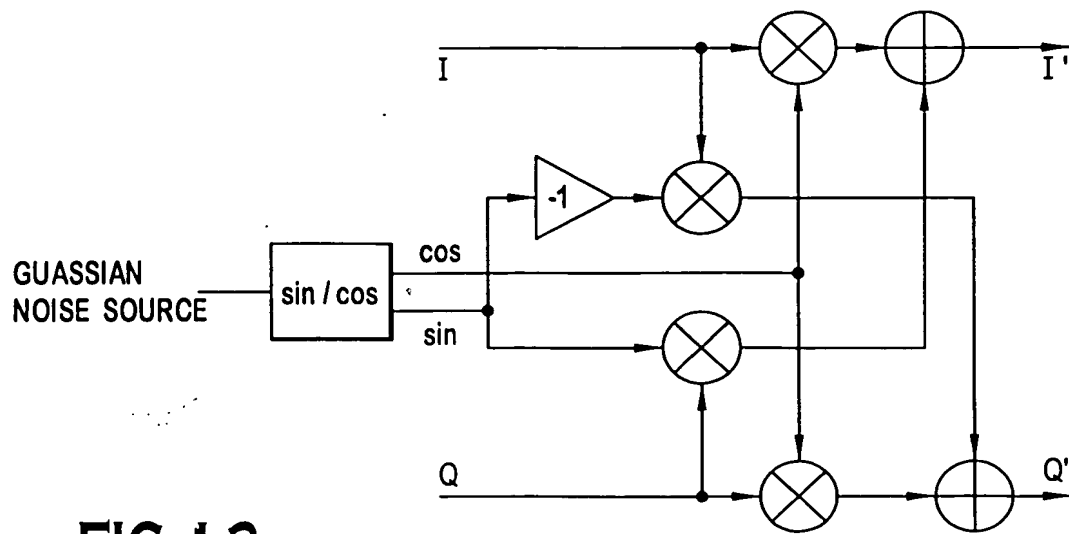 I
I'
-1
GUASSIAN
NOISE SOURCE
sin / cos
cos
sin
Q
Q'